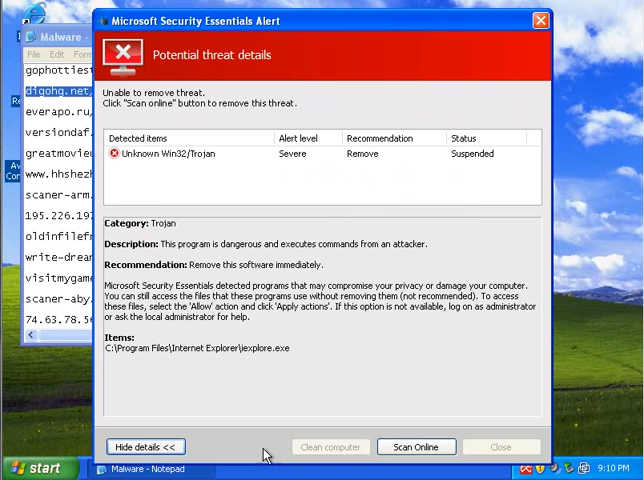 Microsoft Security Essentials Alert
Malware -
File Edit
Potential threat details
gophottiest
digohg.net,
everapo.ru,
versiondaf.
greatmovie
www.hhshezh
scaner-arm.
195.226.197
oldinfilefr
write-drear
visitmygame
scaner-aby.
74.63.78.56
Unable to remove threat.
Click "Scan online" button to remove this threat.
Detected items Alert level Recommendation Status
Unknown Win32/Trojan Severe Remove Suspended
Category: Trojan
Description: This program is dangerous and executes commands from an attacker.
Recommendation: Remove this software immediately.
Microsoft Security Essentials detected programs that may compromise your privacy or damage your computer.
You can still access the files that these programs use without removing them (not recommended). To access
these files, select the 'Allow' action and click 'Apply actions'. If this option is not available, log on as administrator
or ask the local administrator for help.
Items:
C:\Program Files\Internet Explorer\iexplore.exe
Hide details << Clean computer Scan Online Close
start Malware - Notepad 9:10 PM